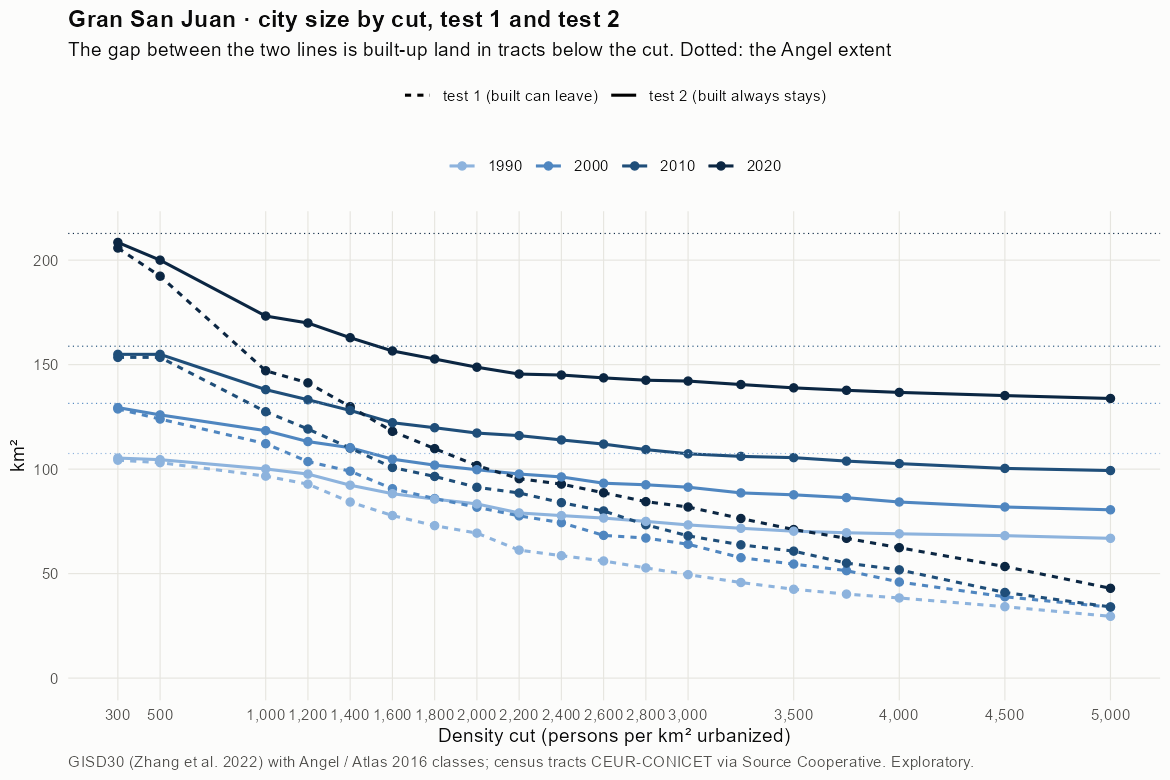 Gran San Juan · city size by cut, test 1 and test 2
The gap between the two lines is built-up land in tracts below the cut. Dotted: the Angel extent
test 1 (built can leave) test 2 (built always stays)
1990 2000 2010 2020
200
150
100
50
0
km²
300 500 1,000 1,200 1,400 1,600 1,800 2,000 2,200 2,400 2,600 2,800 3,000 3,500 4,000 4,500 5,000
Density cut (persons per km² urbanized)
GISD30 (Zhang et al. 2022) with Angel / Atlas 2016 classes; census tracts CEUR-CONICET via Source Cooperative. Exploratory.